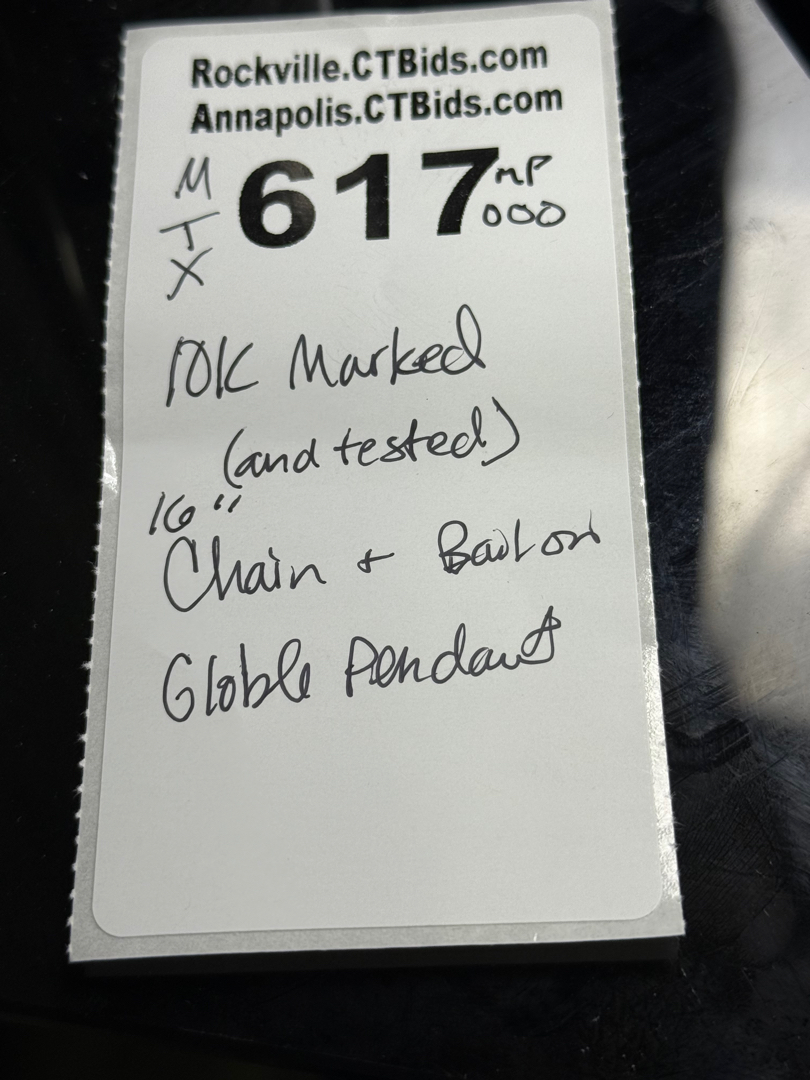 Rockville.CTBids.com
Annapolis.CTBids.com
M
T
X
617
MP
000
10K Marked
(and tested)
16"
Chain + Bail on
Globle Pendant